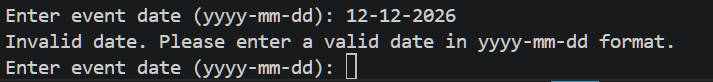 Enter event date (yyyy-mm-dd): 12-12-2026
Invalid date. Please enter a valid date in yyyy-mm-dd format.
Enter event date (yyyy-mm-dd):